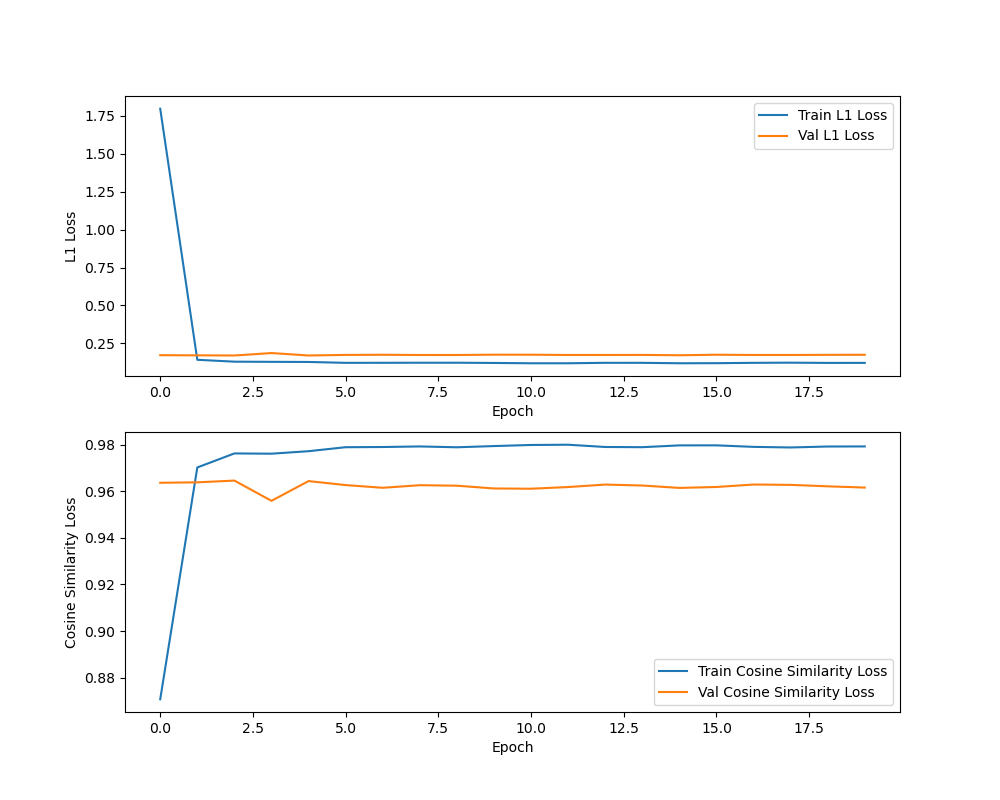 Train L1 Loss
Val L1 Loss
1.75
1.50
1.25
1.00
0.75
0.50
0.25
L1 Loss
0.0 2.5 5.0 7.5 10.0 12.5 15.0 17.5
Epoch
0.98
0.96
0.94
0.92
0.90
0.88
Cosine Similarity Loss
Train Cosine Similarity Loss
Val Cosine Similarity Loss
0.0 2.5 5.0 7.5 10.0 12.5 15.0 17.5
Epoch